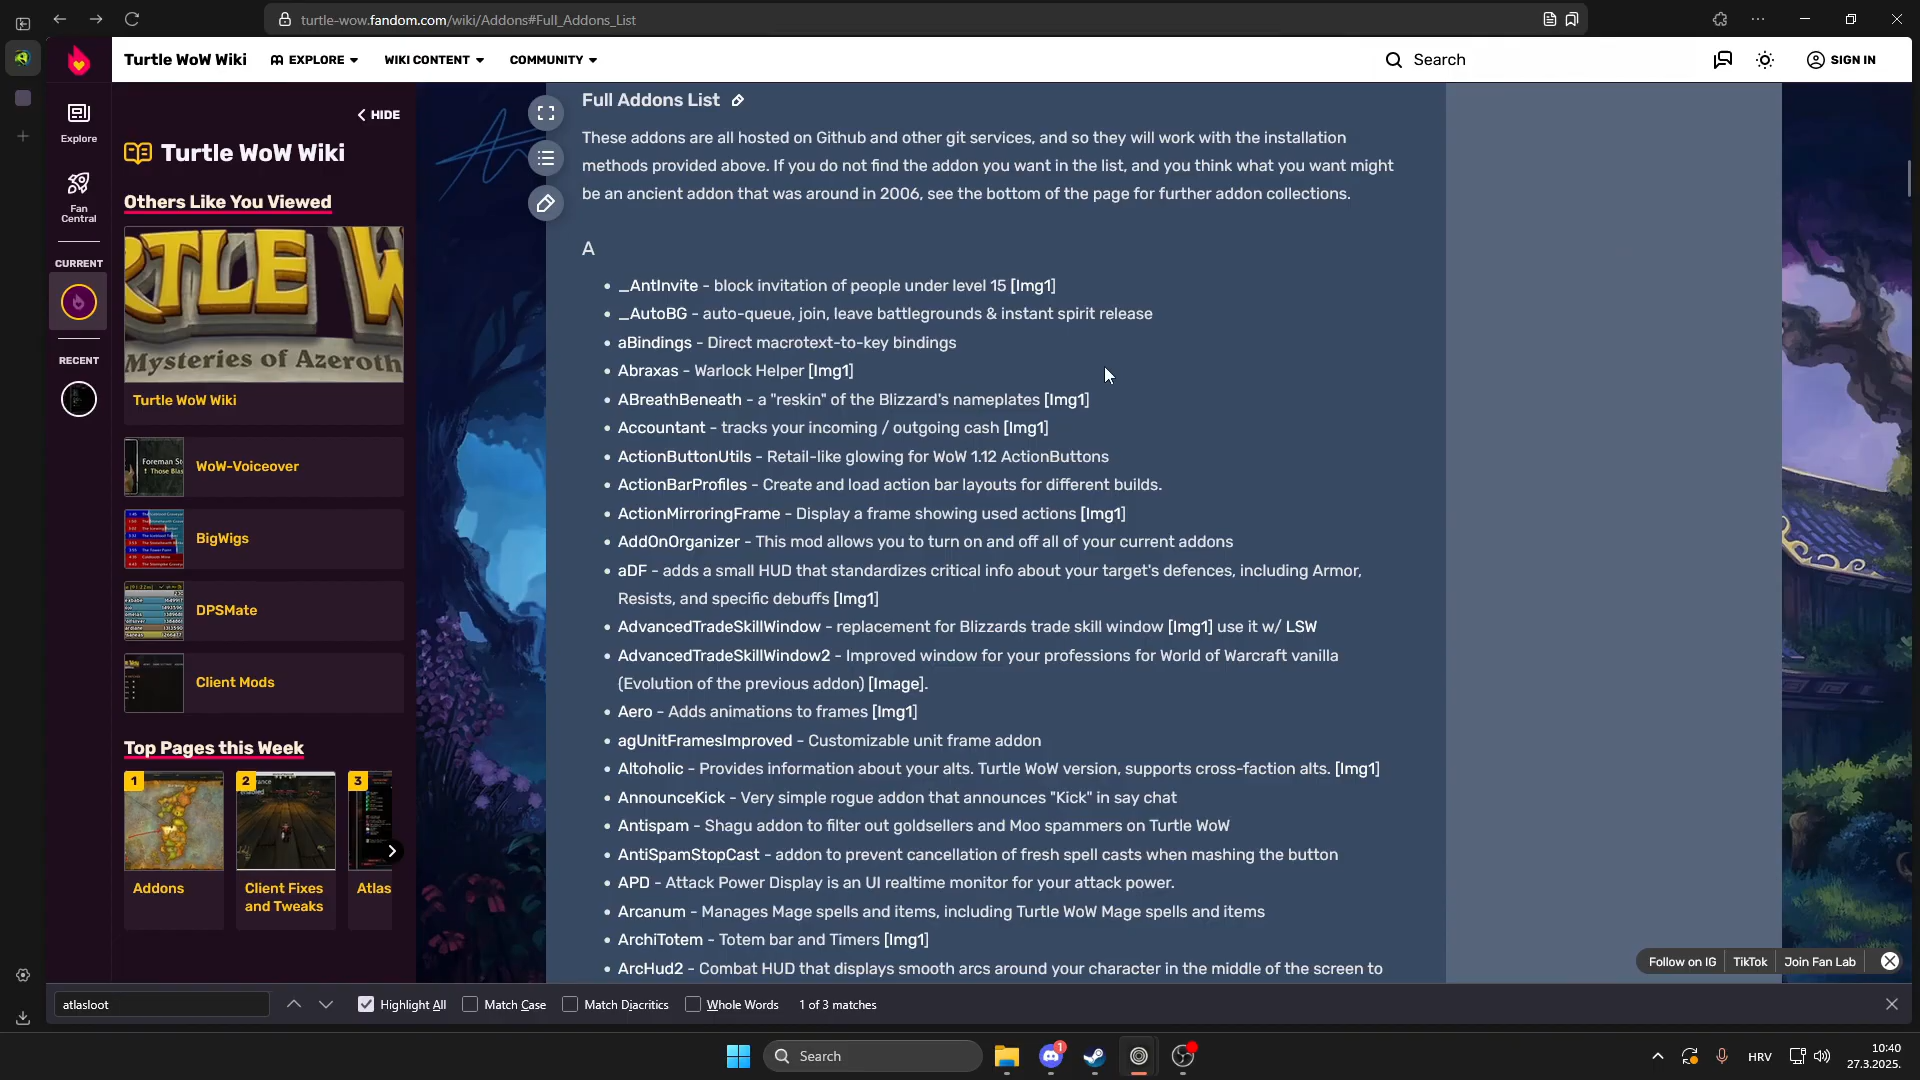 turtle-wow.fandom.com/wiki/Addons#Full_Addons_List
Turtle WoW Wiki
EXPLORE
WIKI CONTENT
COMMUNITY
Search
SIGN IN
Explore
Fan
Central
CURRENT
RECENT
HIDE
Turtle WoW Wiki
Others Like You Viewed
Mysteries of Azeroth
Turtle WoW Wiki
WoW-Voiceover
BigWigs
DPSMate
Client Mods
Top Pages this Week
1
2
3
Addons
Client Fixes
and Tweaks
Atlas
Full Addons List
These addons are all hosted on Github and other git services, and so they will work with the installation
methods provided above. If you do not find the addon you want in the list, and you think what you want might
be an ancient addon that was around in 2006, see the bottom of the page for further addon collections.
A
• _AntInvite - block invitation of people under level 15 [Img1]
• _AutoBG - auto-queue, join, leave battlegrounds & instant spirit release
• aBindings - Direct macrotext-to-key bindings
• Abraxas - Warlock Helper [Img1]
• ABreathBeneath - a "reskin" of the Blizzard's nameplates [Img1]
• Accountant - tracks your incoming / outgoing cash [Img1]
• ActionButtonUtils - Retail-like glowing for WoW 1.12 ActionButtons
• ActionBarProfiles - Create and load action bar layouts for different builds.
• ActionMirroringFrame - Display a frame showing used actions [Img1]
• AddOnOrganizer - This mod allows you to turn on and off all of your current addons
• aDF - adds a small HUD that standardizes critical info about your target's defences, including Armor,
Resists, and specific debuffs [Img1]
• AdvancedTradeSkillWindow - replacement for Blizzards trade skill window [Img1] use it w/ LSW
• AdvancedTradeSkillWindow2 - Improved window for your professions for World of Warcraft vanilla
(Evolution of the previous addon) [Image].
• Aero - Adds animations to frames [Img1]
• agUnitFramesImproved - Customizable unit frame addon
• Altoholic - Provides information about your alts. Turtle WoW version, supports cross-faction alts. [Img1]
• AnnounceKick - Very simple rogue addon that announces "Kick" in say chat
• Antispam - Shagu addon to filter out goldsellers and Moo spammers on Turtle WoW
• AntiSpamStopCast - addon to prevent cancellation of fresh spell casts when mashing the button
• APD - Attack Power Display is an UI realtime monitor for your attack power.
• Arcanum - Manages Mage spells and items, including Turtle WoW Mage spells and items
• ArchiTotem - Totem bar and Timers [Img1]
• ArcHud2 - Combat HUD that displays smooth arcs around your character in the middle of the screen to
Follow on IG
TikTok
Join Fan Lab
atlasloot
Highlight All
Match Case
Match Diacritics
Whole Words
1 of 3 matches
Search
1
HRV
10:40
27.3.2025.